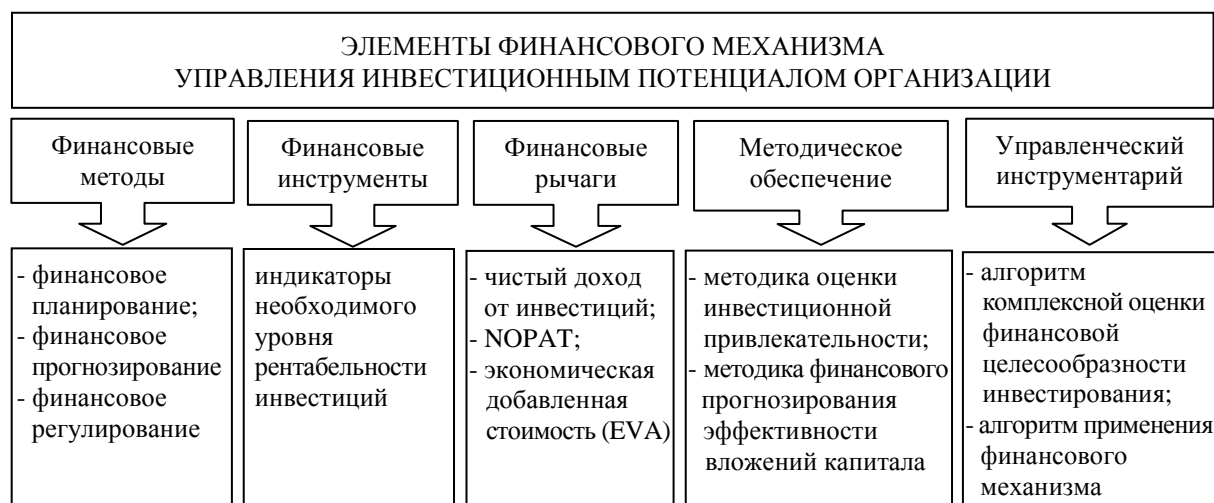 ЭЛЕМЕНТЫ ФИНАНСОВОГО МЕХАНИЗМА
УПРАВЛЕНИЯ ИНВЕСТИЦИОННЫМ ПОТЕНЦИАЛОМ ОРГАНИЗАЦИИ
Финансовые
методы
- финансовое
планирование;
- финансовое
прогнозирование
- финансовое
регулирование
Финансовые
инструменты
индикаторы
необходимого
уровня
рентабельности
инвестиций
Финансовые
рычаги
- чистый доход
от инвестиций;
- NOPAT;
- экономическая
добавленная
стоимость (EVA)
Методическое
обеспечение
- методика оценки
инвестиционной
привлекательности;
- методика финансового
прогнозирования
эффективности
вложений капитала
Управленческий
инструментарий
- алгоритм
комплексной оценки
финансовой
целесообразности
инвестирования;
- алгоритм применения
финансового
механизма